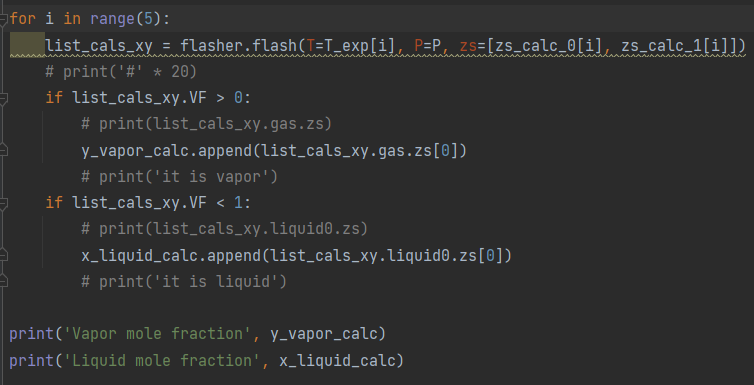 for i in range(5):
    list_cals_xy = flasher.flash(T=T_exp[i], P=P, zs=[zs_calc_0[i], zs_calc_1[i]])
    # print('#' * 20)
    if list_cals_xy.VF > 0:
        # print(list_cals_xy.gas.zs)
        y_vapor_calc.append(list_cals_xy.gas.zs[0])
        # print('it is vapor')
    if list_cals_xy.VF < 1:
        # print(list_cals_xy.liquid0.zs)
        x_liquid_calc.append(list_cals_xy.liquid0.zs[0])
        # print('it is liquid')
print('Vapor mole fraction', y_vapor_calc)
print('Liquid mole fraction', x_liquid_calc)